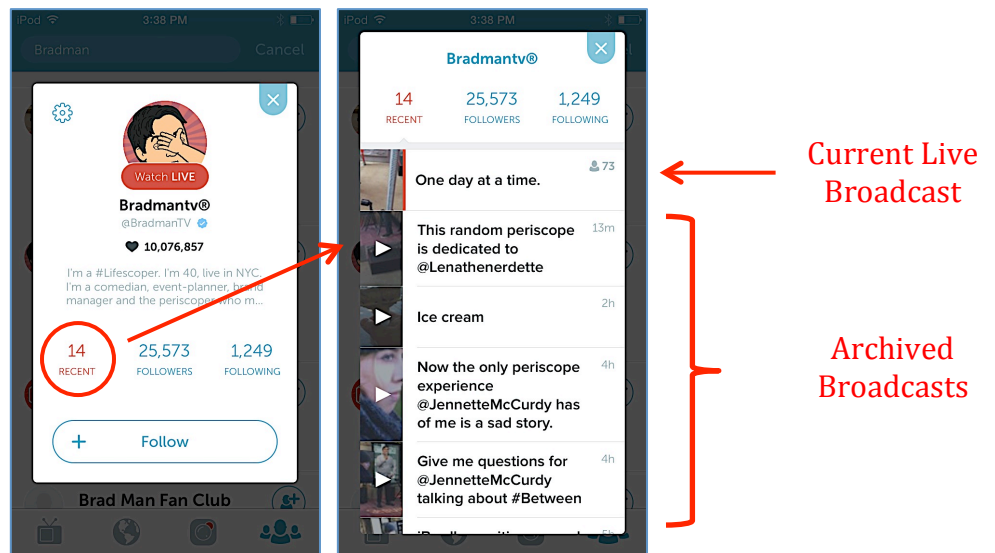 iPod
3:38 PM
Bradman
Cancel
Watch LIVE
Bradmantv®
@BradmanTV
10,076,857
I'm a #Lifescoper. I'm 40, live in NYC.
I'm a comedian, event-planner, brand
manager and the periscoper who m...
14
25,573
1,249
RECENT
FOLLOWERS
FOLLOWING
+ Follow
Brad Man Fan Club
iPod
3:38 PM
Bradmantv®
14
25,573
1,249
RECENT
FOLLOWERS
FOLLOWING
73
One day at a time.
This random periscope
13m
is dedicated to
@Lenathenerdette
2h
Ice cream
Now the only periscope
4h
experience
@JennetteMcCurdy has
of me is a sad story.
Give me questions for
4h
@JennetteMcCurdy
talking about #Between
Current Live
Broadcast
Archived
Broadcasts